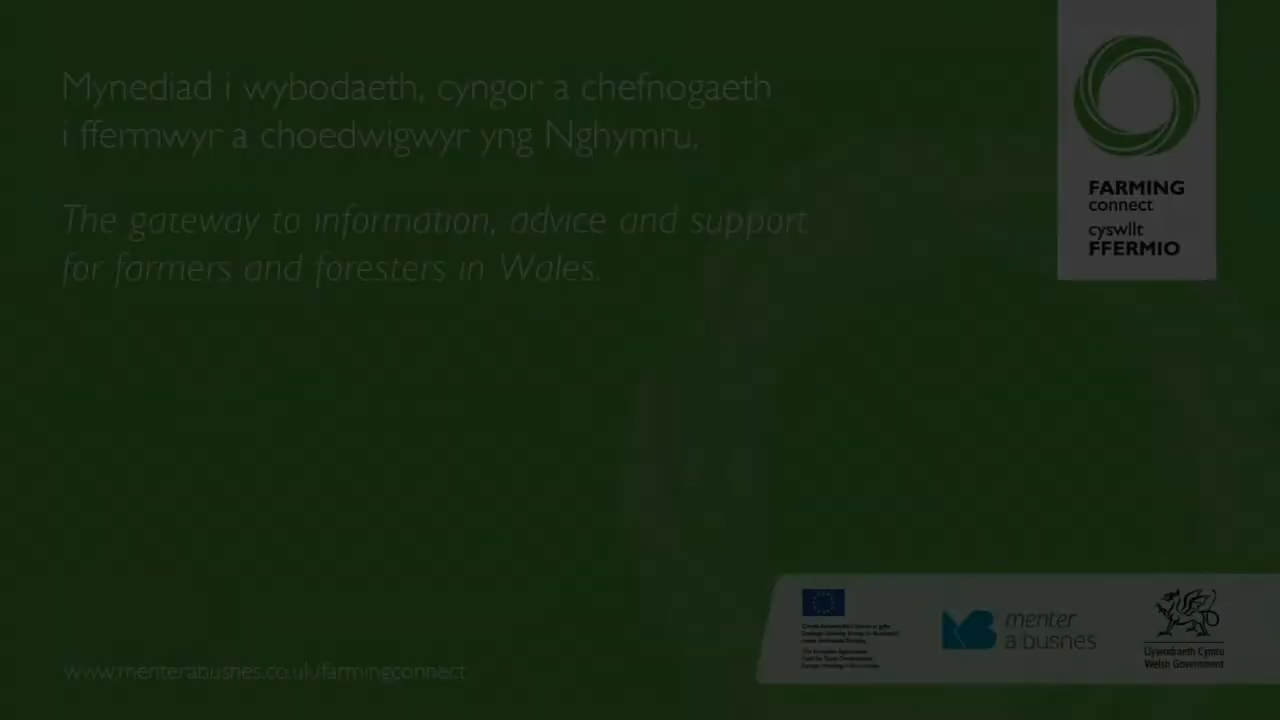 Mynediad i wybodaeth, cyngor a chefnogaeth
i ffermwyr a choedwigwyr yng Nghymru.
The gateway to information, advice and support
for farmers and foresters in Wales.
FARMING
connect
cyswllt
FFERMIO
menter
a busnes
Llywodraeth Cymru
Welsh Government
www.menterabusnes.co.uk/farmingconnect